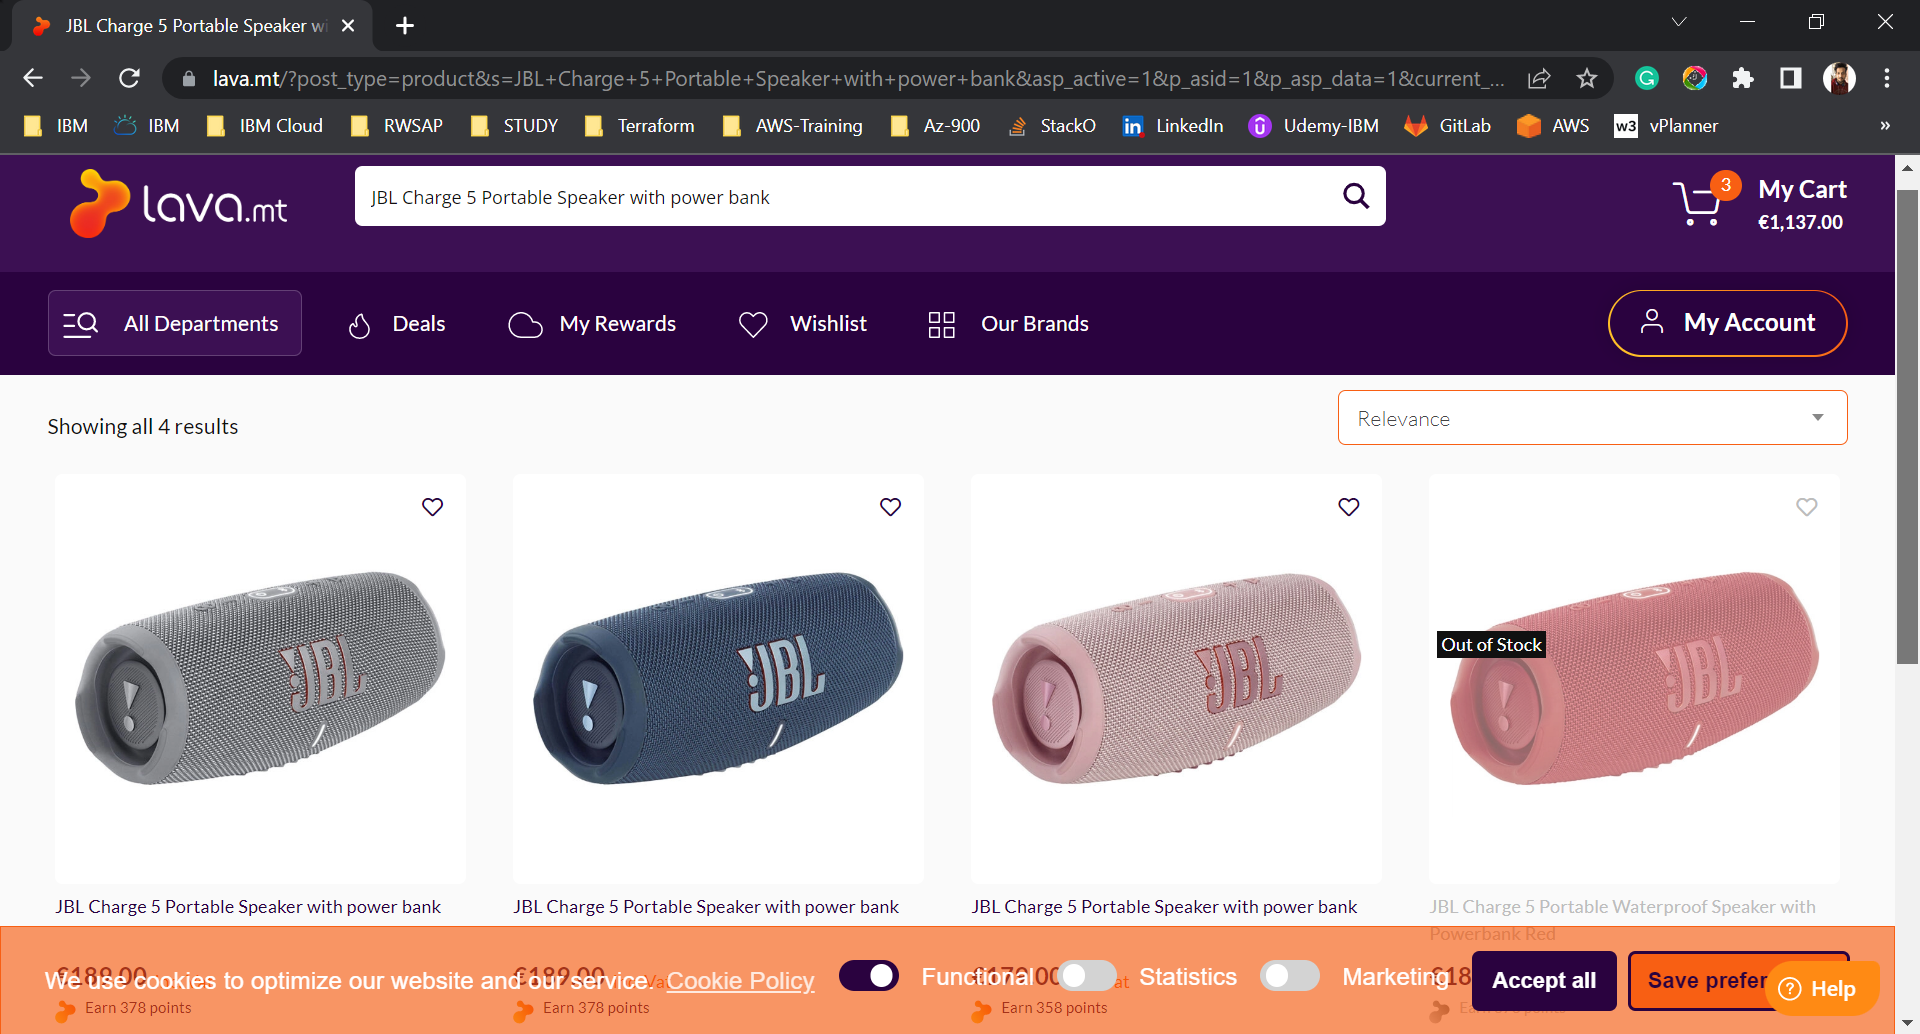 JBL Charge 5 Portable Speaker wi
lava.mt/?post_type=product&s=JBL+Charge+5+Portable+Speaker+with+power+bank&asp_active=1&p_asid=1&p_asp_data=1&current_...
IBM IBM IBM Cloud RWSAP STUDY Terraform AWS-Training Az-900 StackO LinkedIn Udemy-IBM GitLab AWS w3 vPlanner »
lava.mt
JBL Charge 5 Portable Speaker with power bank
3
My Cart
€1,137.00
All Departments Deals My Rewards Wishlist Our Brands My Account
Showing all 4 results
Relevance
JBL
JBL
JBL
JBL
Out of Stock
JBL Charge 5 Portable Speaker with power bank
JBL Charge 5 Portable Speaker with power bank
JBL Charge 5 Portable Speaker with power bank
JBL Charge 5 Portable Waterproof Speaker with
Powerbank Red
€189.00
€189.00
We use cookies to optimize our website and our service. Cookie Policy
Functional Statistics Marketing
Accept all
Save prefer
Help
Earn 378 points
Earn 378 points
Earn 358 points